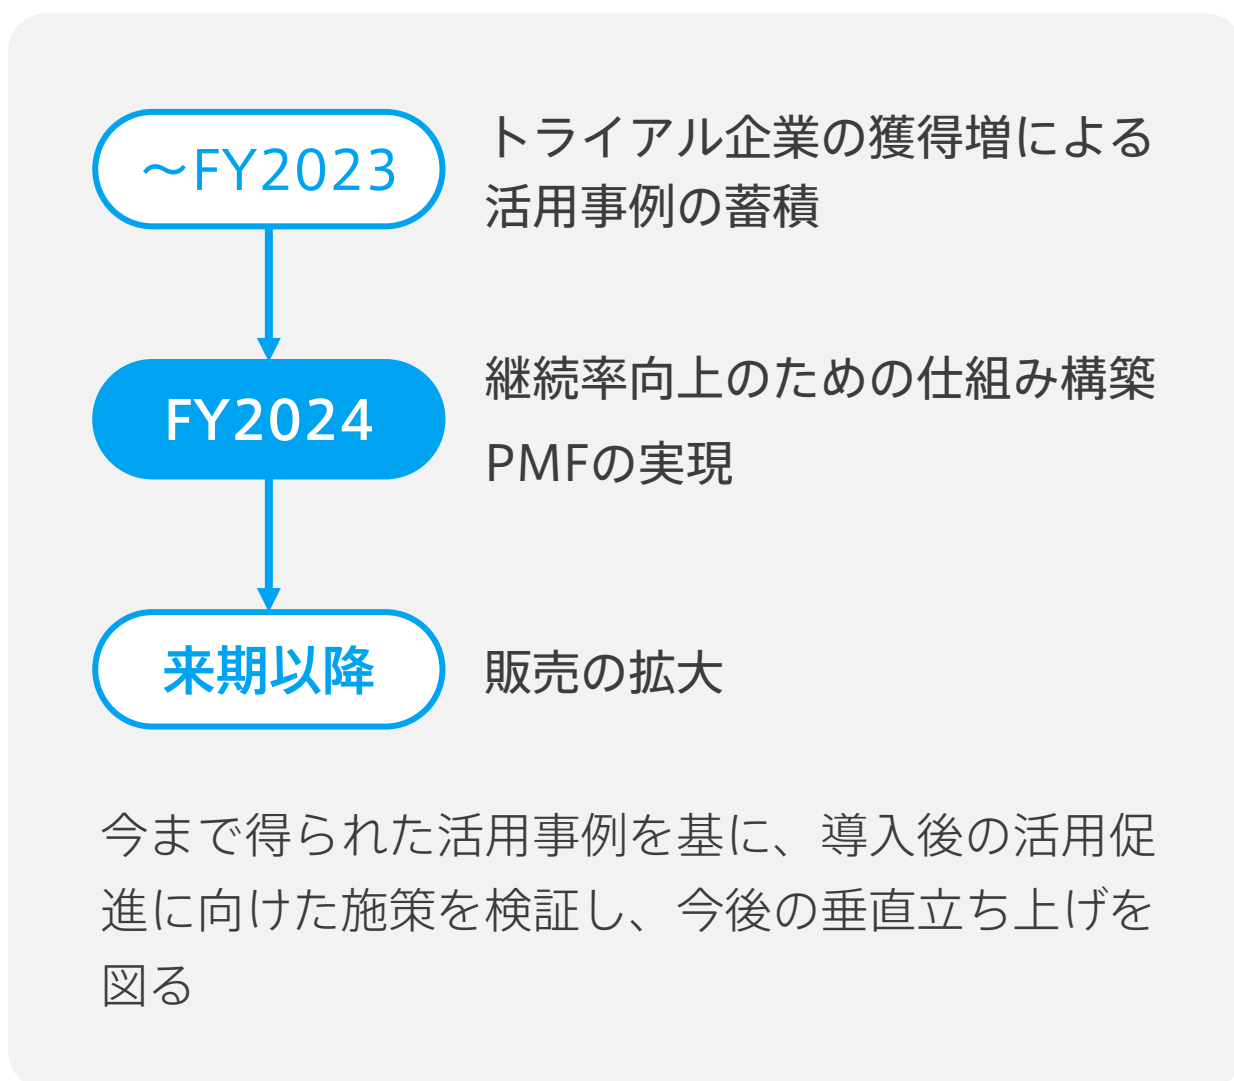 ～FY2023
トライアル企業の獲得増による
活用事例の蓄積
FY2024
継続率向上のための仕組み構築
PMFの実現
来期以降
販売の拡大
今まで得られた活用事例を基に、導入後の活用促
進に向けた施策を検証し、今後の垂直立ち上げを
図る